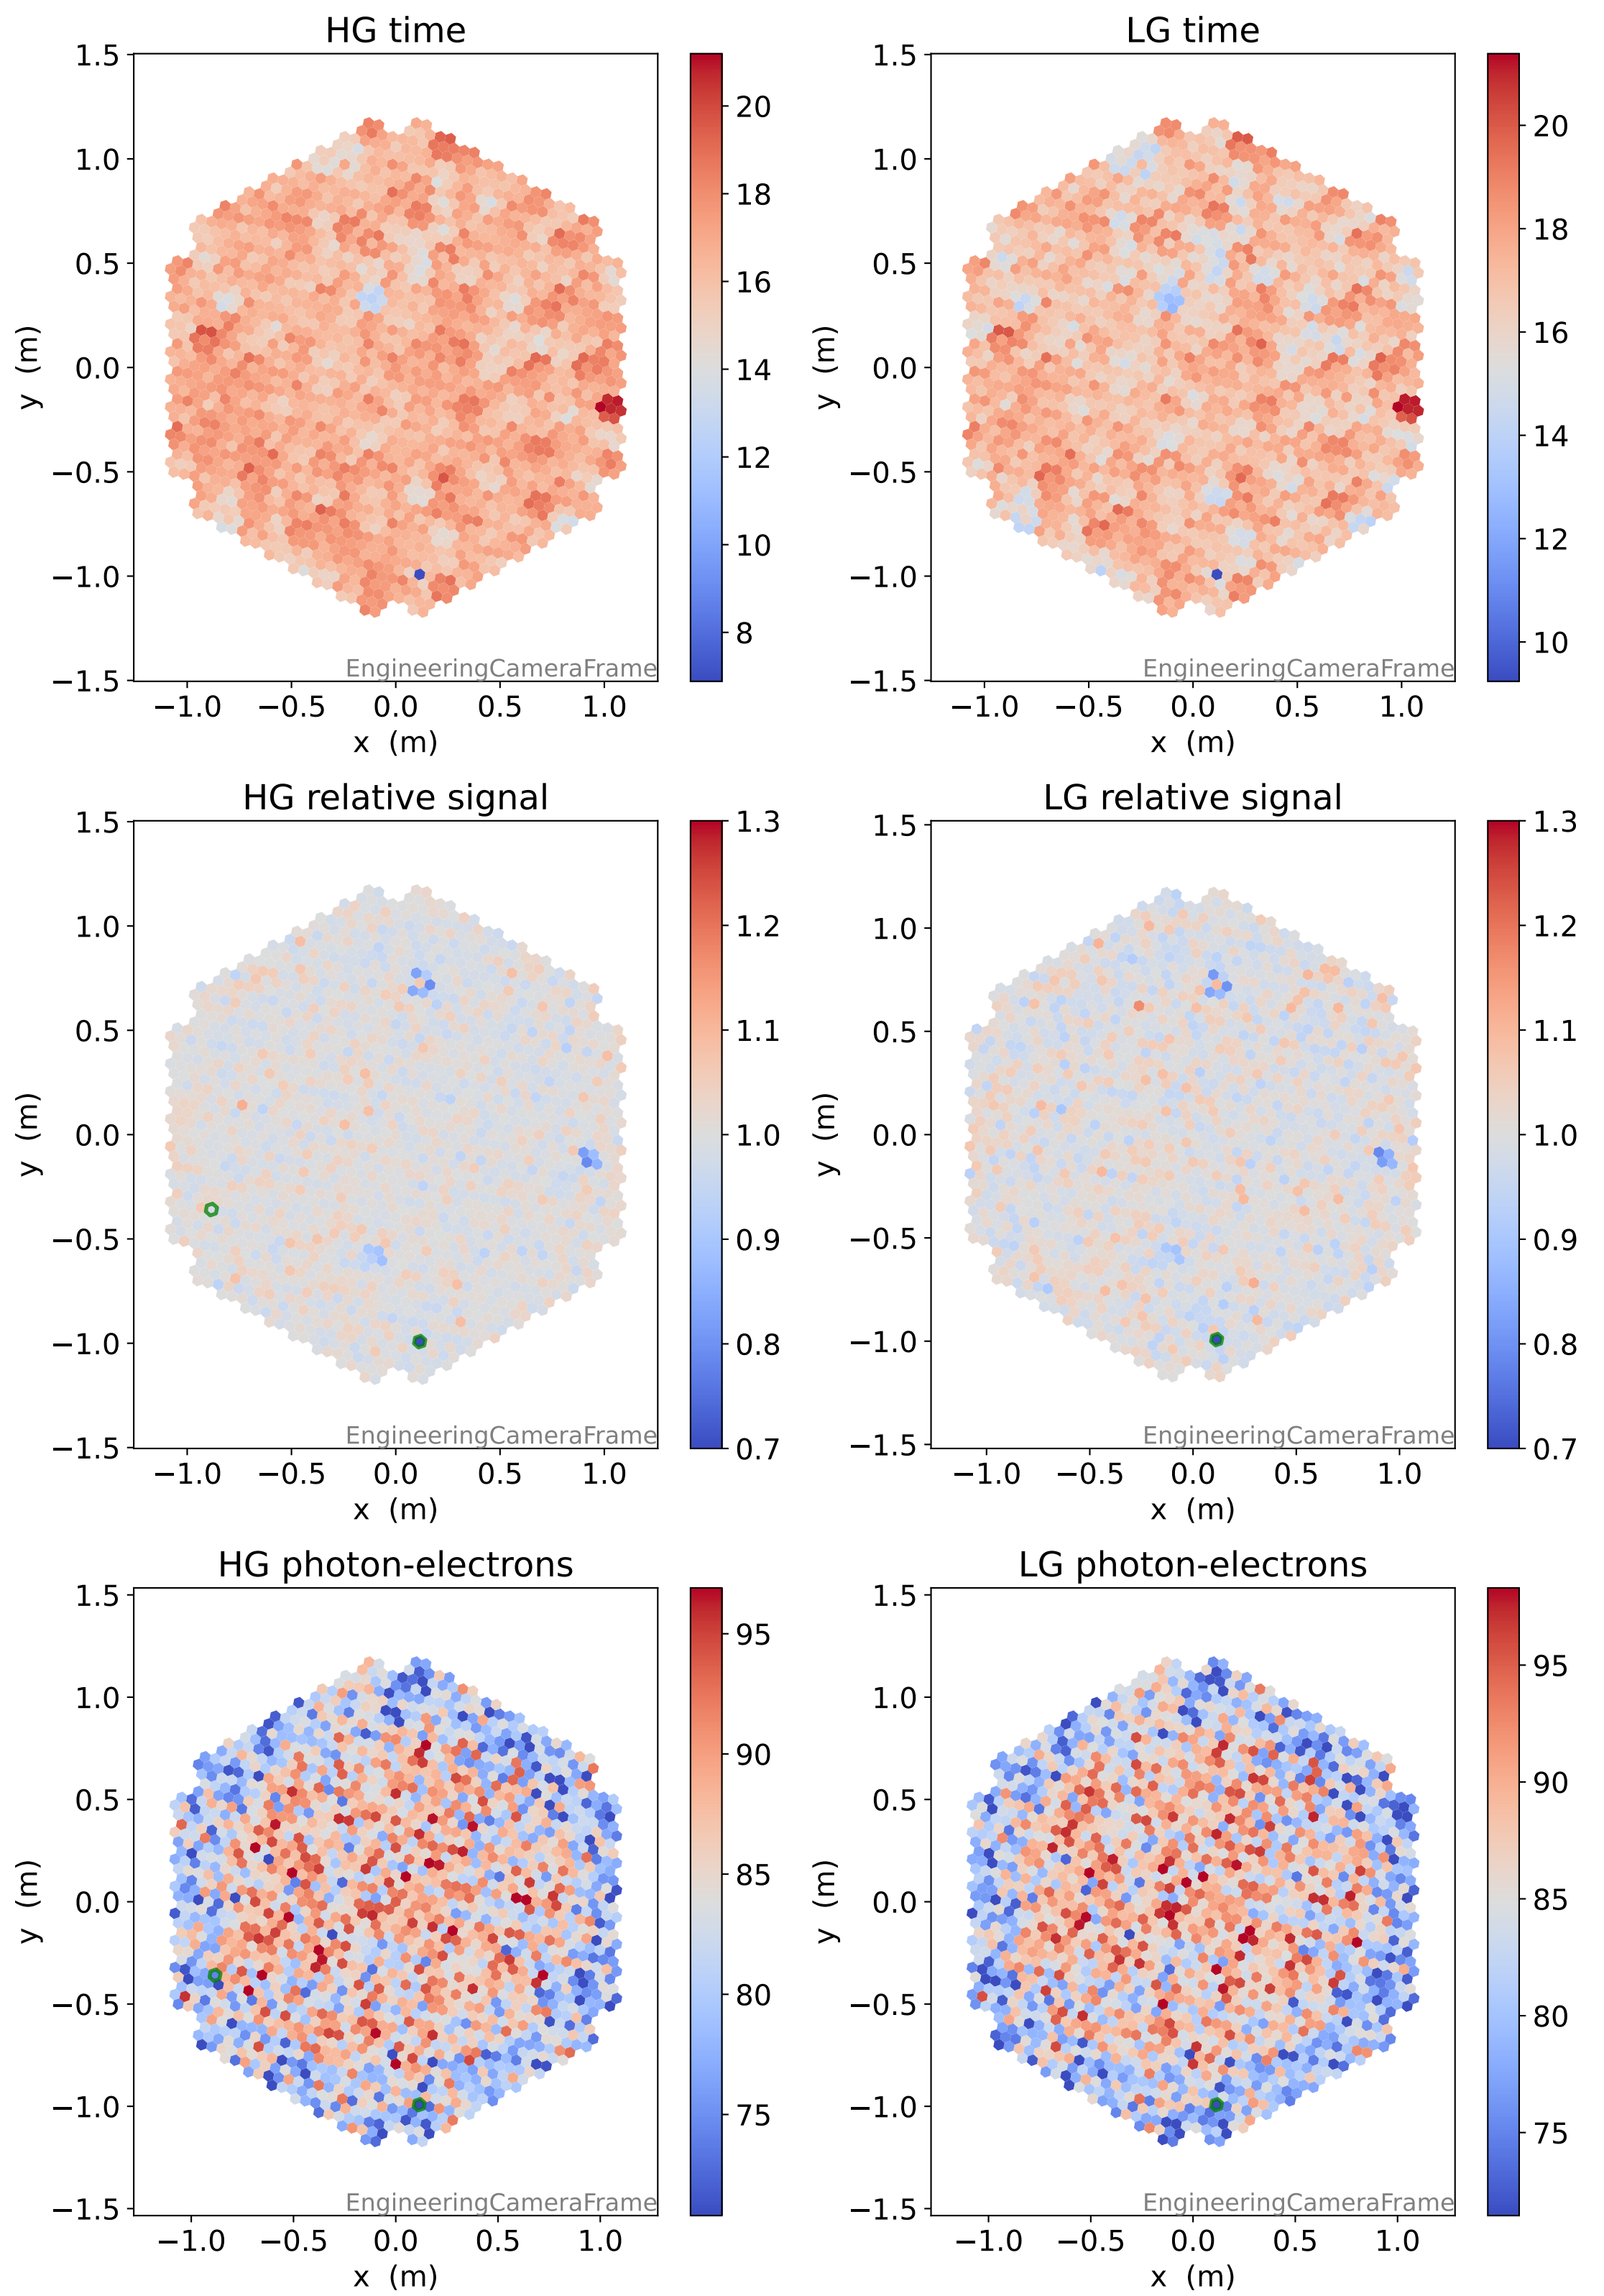 HG time
1.5
1.0
0.5
0.0
−0.5
−1.0
−1.5
y (m)
EngineeringCameraFrame
−1.0 −0.5 0.0 0.5 1.0
x (m)
20
18
16
14
12
10
8
LG time
1.5
1.0
0.5
0.0
−0.5
−1.0
−1.5
y (m)
EngineeringCameraFrame
−1.0 −0.5 0.0 0.5 1.0
x (m)
20
18
16
14
12
10
HG relative signal
1.5
1.0
0.5
0.0
−0.5
−1.0
−1.5
y (m)
EngineeringCameraFrame
−1.0 −0.5 0.0 0.5 1.0
x (m)
1.3
1.2
1.1
1.0
0.9
0.8
0.7
LG relative signal
1.5
1.0
0.5
0.0
−0.5
−1.0
−1.5
y (m)
EngineeringCameraFrame
−1.0 −0.5 0.0 0.5 1.0
x (m)
1.3
1.2
1.1
1.0
0.9
0.8
0.7
HG photon-electrons
1.5
1.0
0.5
0.0
−0.5
−1.0
−1.5
y (m)
EngineeringCameraFrame
−1.0 −0.5 0.0 0.5 1.0
x (m)
95
90
85
80
75
LG photon-electrons
1.5
1.0
0.5
0.0
−0.5
−1.0
−1.5
y (m)
EngineeringCameraFrame
−1.0 −0.5 0.0 0.5 1.0
x (m)
95
90
85
80
75